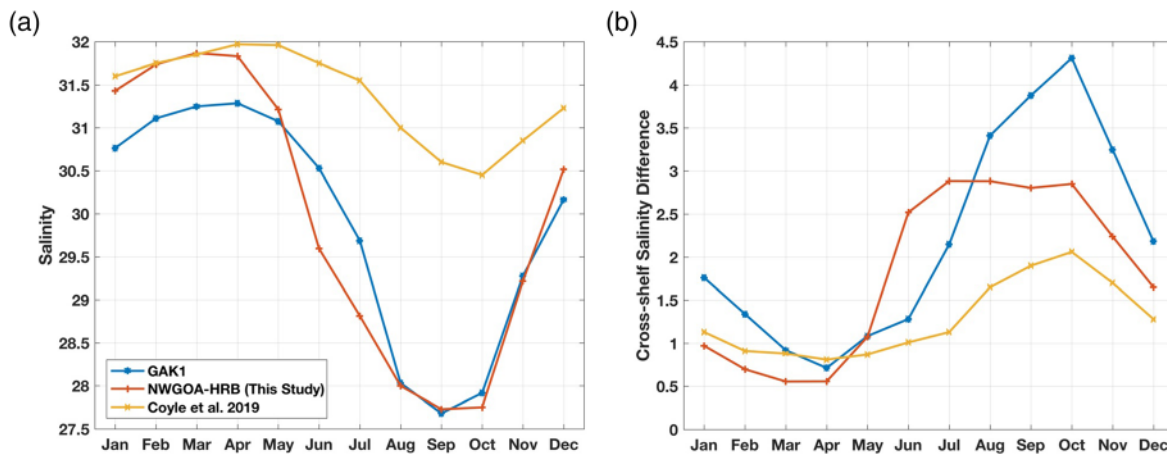 (a)
Salinity
32
31.5
31
30.5
30
29.5
29
28.5
28
27.5
Jan Feb Mar Apr May Jun Jul Aug Sep Oct Nov Dec
GAK1
NWGOA-HRB (This Study)
Coyle et al. 2019
(b)
Cross-shelf Salinity Difference
4.5
4
3.5
3
2.5
2
1.5
1
0.5
0
Jan Feb Mar Apr May Jun Jul Aug Sep Oct Nov Dec